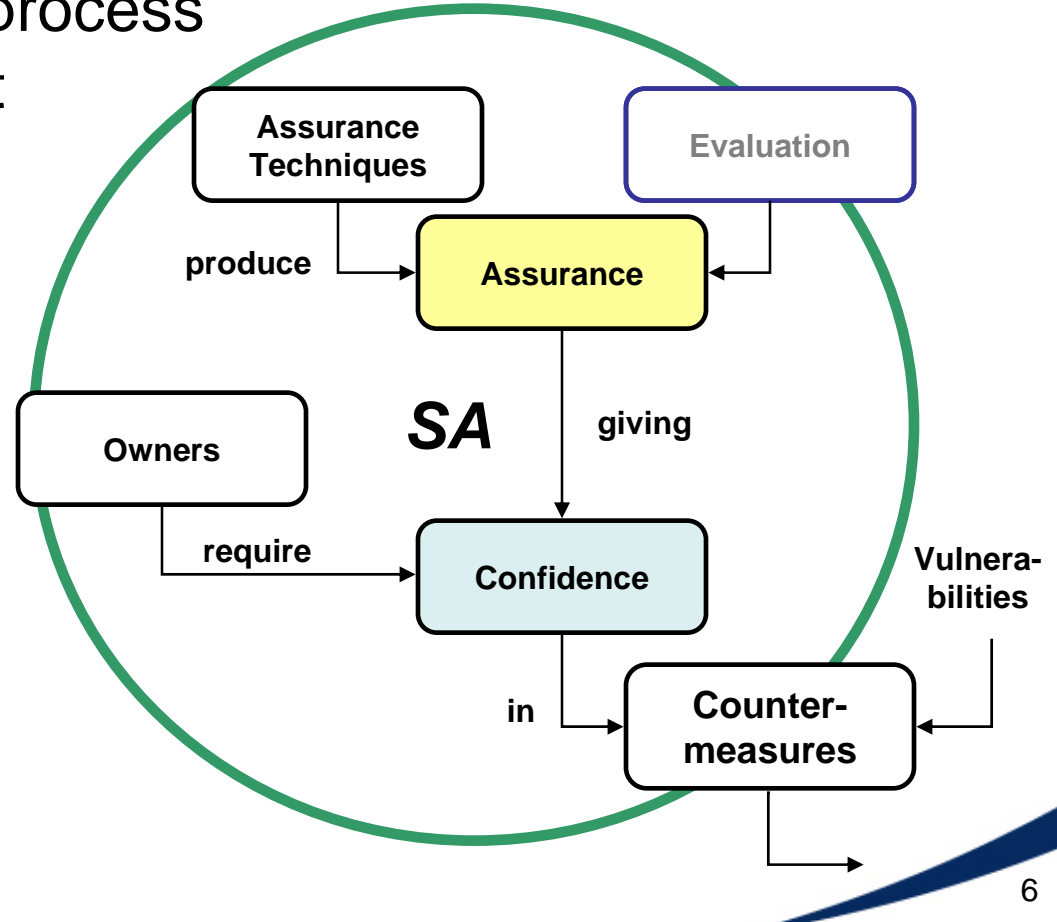 process
Assurance
Techniques
Evaluation
produce
Assurance
SA
giving
Owners
require
Confidence
Vulnera-
bilities
in
Counter-
measures
6